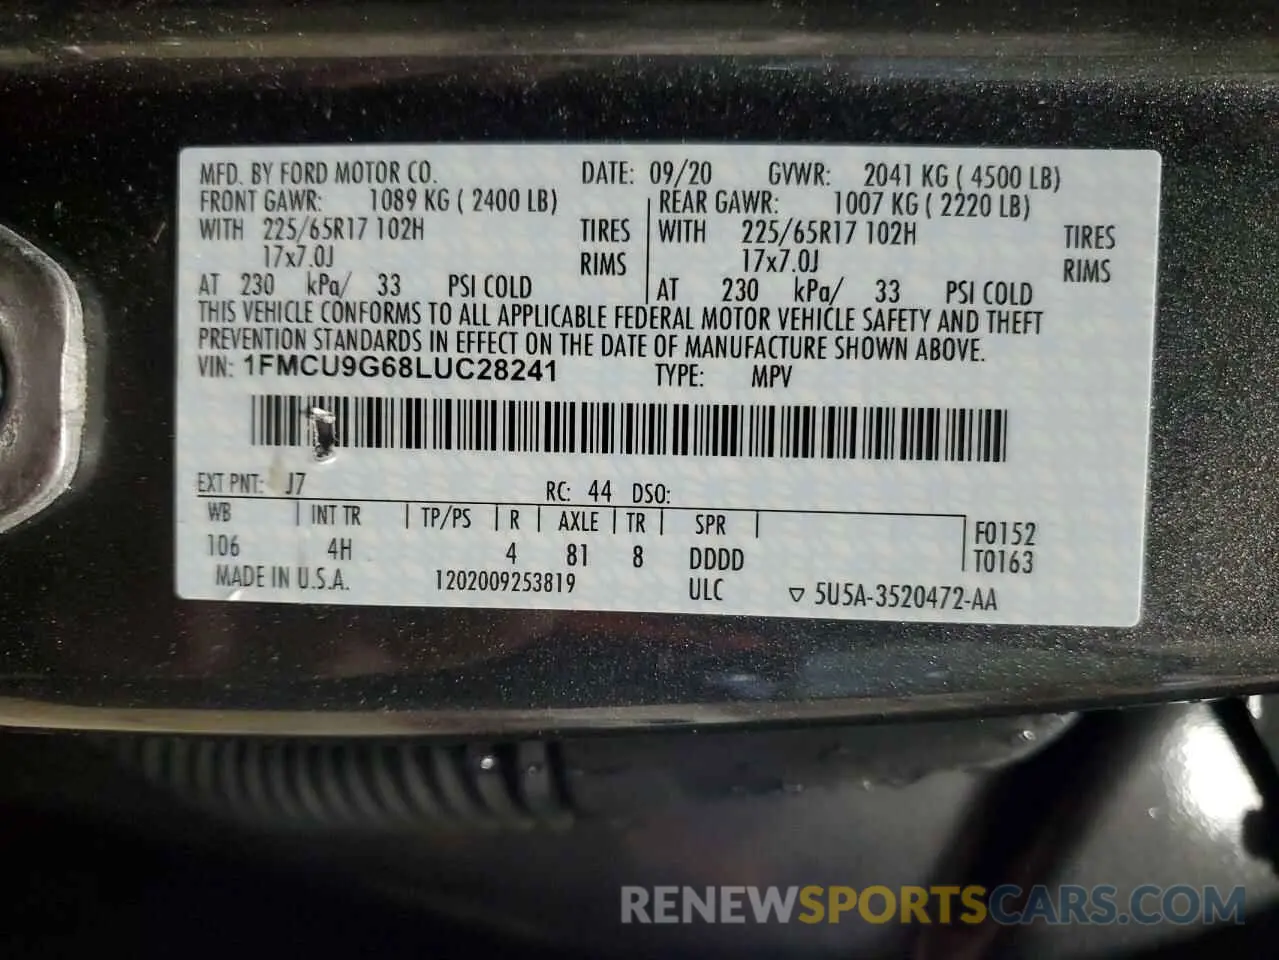 MFD. BY FORD MOTOR CO. DATE: 09/20 GVWR: 2041 KG ( 4500 LB)
FRONT GAWR: 1089 KG ( 2400 LB) REAR GAWR: 1007 KG ( 2220 LB)
WITH 225/65R17 102H TIRES WITH 225/65R17 102H TIRES
17x7.0J RIMS 17x7.0J RIMS
AT 230 kPa/ 33 PSI COLD AT 230 kPa/ 33 PSI COLD
THIS VEHICLE CONFORMS TO ALL APPLICABLE FEDERAL MOTOR VEHICLE SAFETY AND THEFT
PREVENTION STANDARDS IN EFFECT ON THE DATE OF MANUFACTURE SHOWN ABOVE.
VIN: 1FMCU9G68LUC28241 TYPE: MPV
EXT PNT: J7 RC: 44 DSO:
WB INT TR TP/PS R AXLE TR SPR F0152
106 4H 4 81 8 DDDD T0163
MADE IN U.S.A. 1202009253819 ULC ▽ 5U5A-3520472-AA
RENEWSPORTSCARS.COM